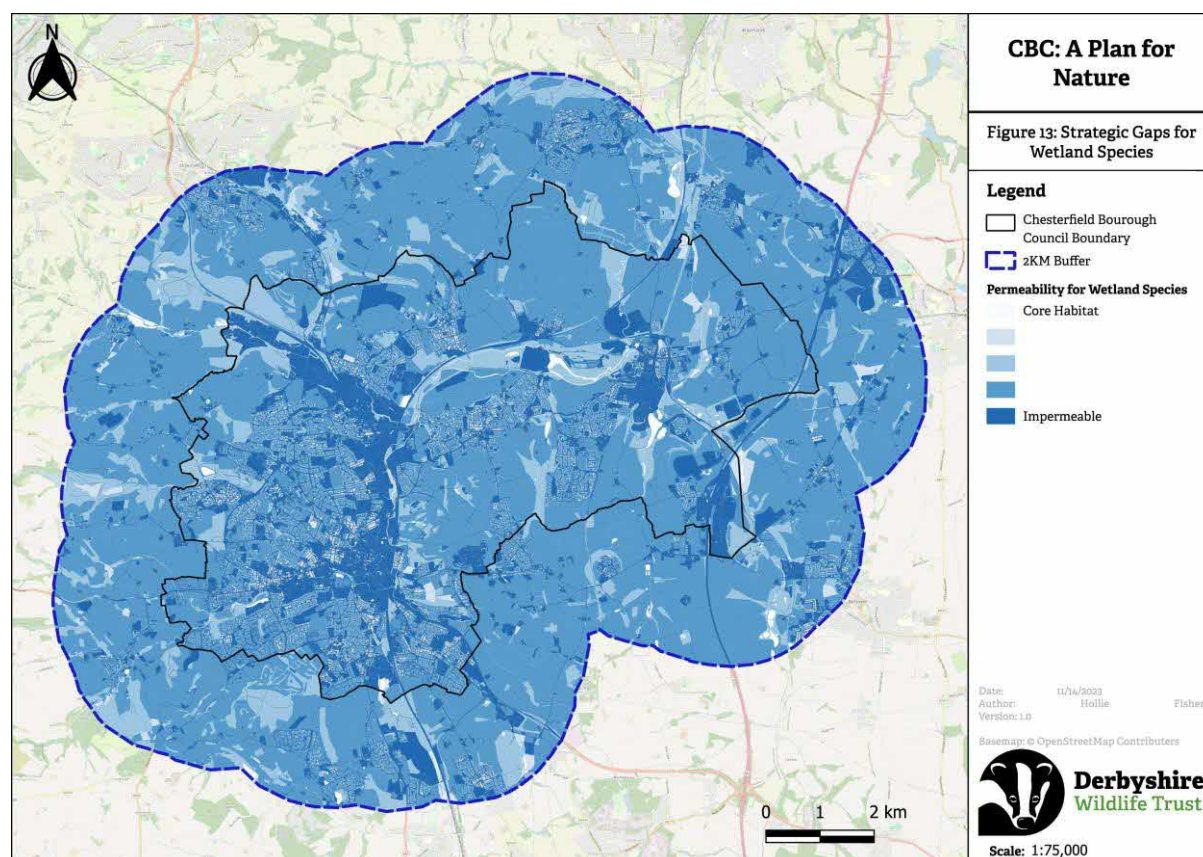 N
CBC: A Plan for
Nature
Figure 13: Strategic Gaps for
Wetland Species
Legend
Chesterfield Bourough
Council Boundary
2KM Buffer
Permeability for Wetland Species
Core Habitat
Impermeable
Date: 11/14/2023
Author: Hollie Fisher
Version: 1.0
Basemap: © OpenStreetMap Contributers
Derbyshire
Wildlife Trust
0 1 2 km
Scale: 1:75,000